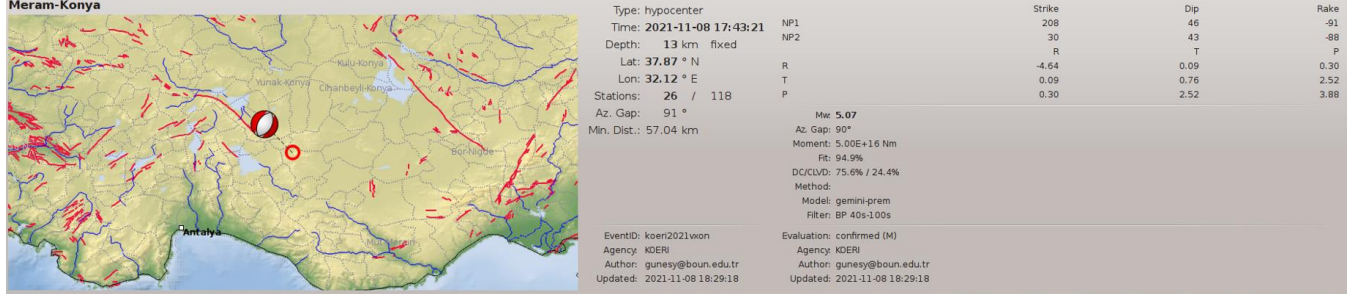 Meram-Konya
Kulu-Konya
Yunak-Konya
Cihanbeyli-Konya
Bor-Nigde
Antalya
Type: hypocenter
Time: 2021-11-08 17:43:21
Depth: 13 km fixed
Lat: 37.87 ° N
Lon: 32.12 ° E
Stations: 26 / 118
Az. Gap: 91 °
Min. Dist.: 57.04 km
EventID: koeri2021vxon
Agency: KOERI
Author: gunesy@boun.edu.tr
Updated: 2021-11-08 18:29:18
Strike Dip Rake
NP1 208 46 -91
NP2 30 43 -88
R T P
R -4.64 0.09 0.30
T 0.09 0.76 2.52
P 0.30 2.52 3.88
Mw: 5.07
Az. Gap: 90°
Moment: 5.00E+16 Nm
Fit: 94.9%
DC/CLVD: 75.6% / 24.4%
Method:
Model: gemini-prem
Filter: BP 40s-100s
Evaluation: confirmed (M)
Agency: KOERI
Author: gunesy@boun.edu.tr
Updated: 2021-11-08 18:29:18